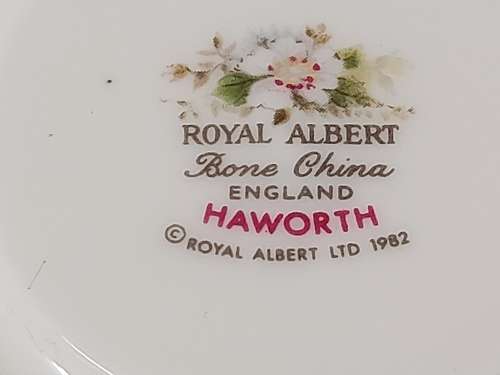 ROYAL ALBERT
Bone China
ENGLAND
HAWORTH
© ROYAL ALBERT LTD 1982